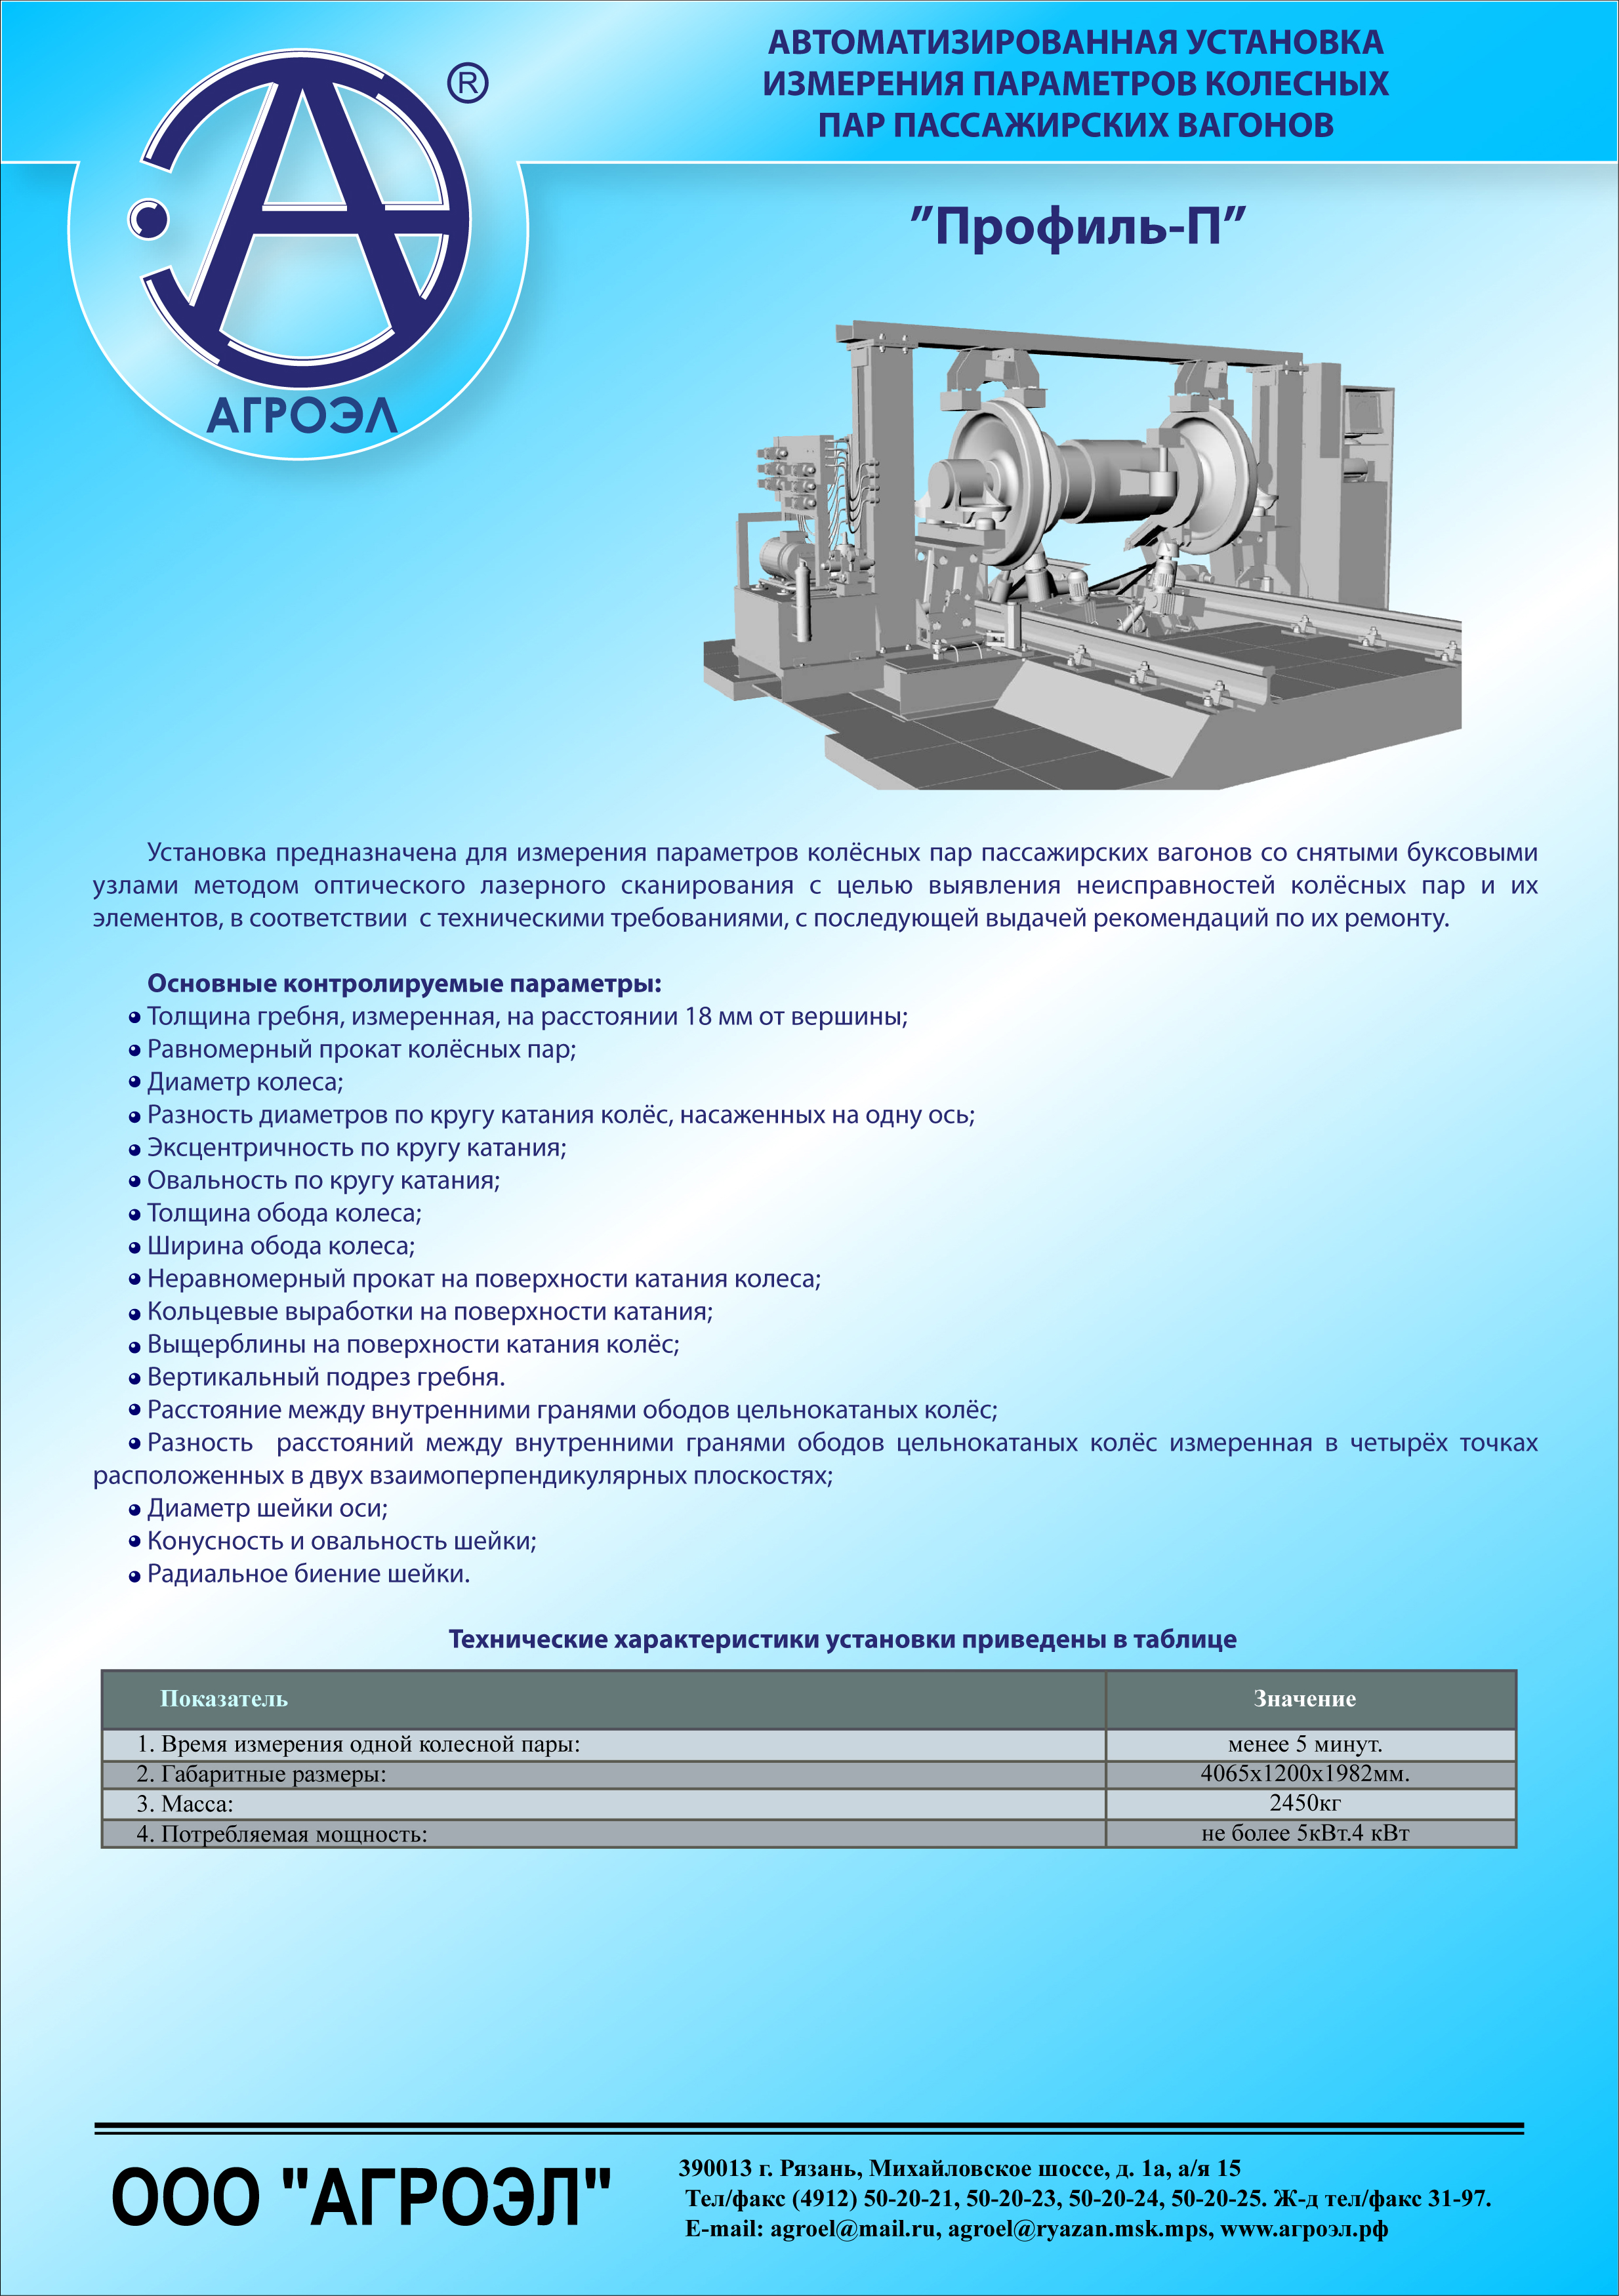 ®
АГРОЭЛ
АВТОМАТИЗИРОВАННАЯ УСТАНОВКА
ИЗМЕРЕНИЯ ПАРАМЕТРОВ КОЛЕСНЫХ
ПАР ПАССАЖИРСКИХ ВАГОНОВ
"Профиль-П"
Установка предназначена для измерения параметров колёсных пар пассажирских вагонов со снятыми буксовыми
узлами методом оптического лазерного сканирования с целью выявления неисправностей колёсных пар и их
элементов, в соответствии с техническими требованиями, с последующей выдачей рекомендаций по их ремонту.
Основные контролируемые параметры:
Толщина гребня, измеренная, на расстоянии 18 мм от вершины;
Равномерный прокат колёсных пар;
Диаметр колеса;
Разность диаметров по кругу катания колёс, насаженных на одну ось;
Эксцентричность по кругу катания;
Овальность по кругу катания;
Толщина обода колеса;
Ширина обода колеса;
Неравномерный прокат на поверхности катания колеса;
Кольцевые выработки на поверхности катания;
Выщерблины на поверхности катания колёс;
Вертикальный подрез гребня.
Расстояние между внутренними гранями ободов цельнокатаных колёс;
Разность расстояний между внутренними гранями ободов цельнокатаных колёс измеренная в четырёх точках
расположенных в двух взаимоперпендикулярных плоскостях;
Диаметр шейки оси;
Конусность и овальность шейки;
Радиальное биение шейки.
Технические характеристики установки приведены в таблице
Показатель Значение
1. Время измерения одной колесной пары: менее 5 минут.
2. Габаритные размеры: 4065х1200х1982мм.
3. Масса: 2450кг
4. Потребляемая мощность: не более 5кВт.4 кВт
ООО "АГРОЭЛ"
390013 г. Рязань, Михайловское шоссе, д. 1а, а/я 15
Тел/факс (4912) 50-20-21, 50-20-23, 50-20-24, 50-20-25. Ж-д тел/факс 31-97.
E-mail: agroel@mail.ru, agroel@ryazan.msk.mps, www.агроэл.рф